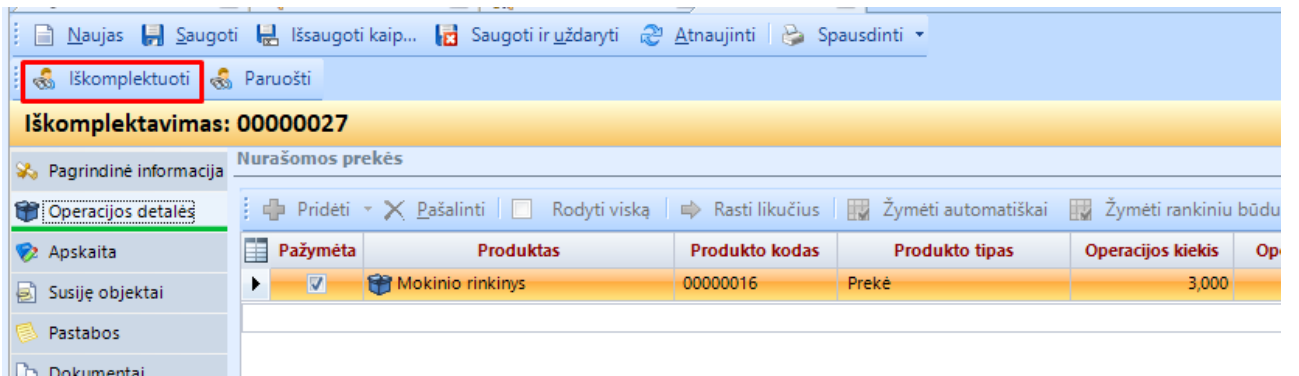 Naujas Saugoti Išsaugoti kaip... Saugoti ir uždaryti Atnaujinti Spausdinti
Iškomplektuoti Paruošti
Iškomplektavimas: 00000027
Pagrindinė informacija
Operacijos detalės
Apskaita
Susiję objektai
Pastabos
Dokumentai
Nurašomos prekės
Pridėti Pašalinti Rodyti viską Rasti likučius Žymėti automatiškai Žymėti rankiniu būdu
Pažymėta Produktas Produkto kodas Produkto tipas Operacijos kiekis Op
Mokinio rinkinys 00000016 Prekė 3,000